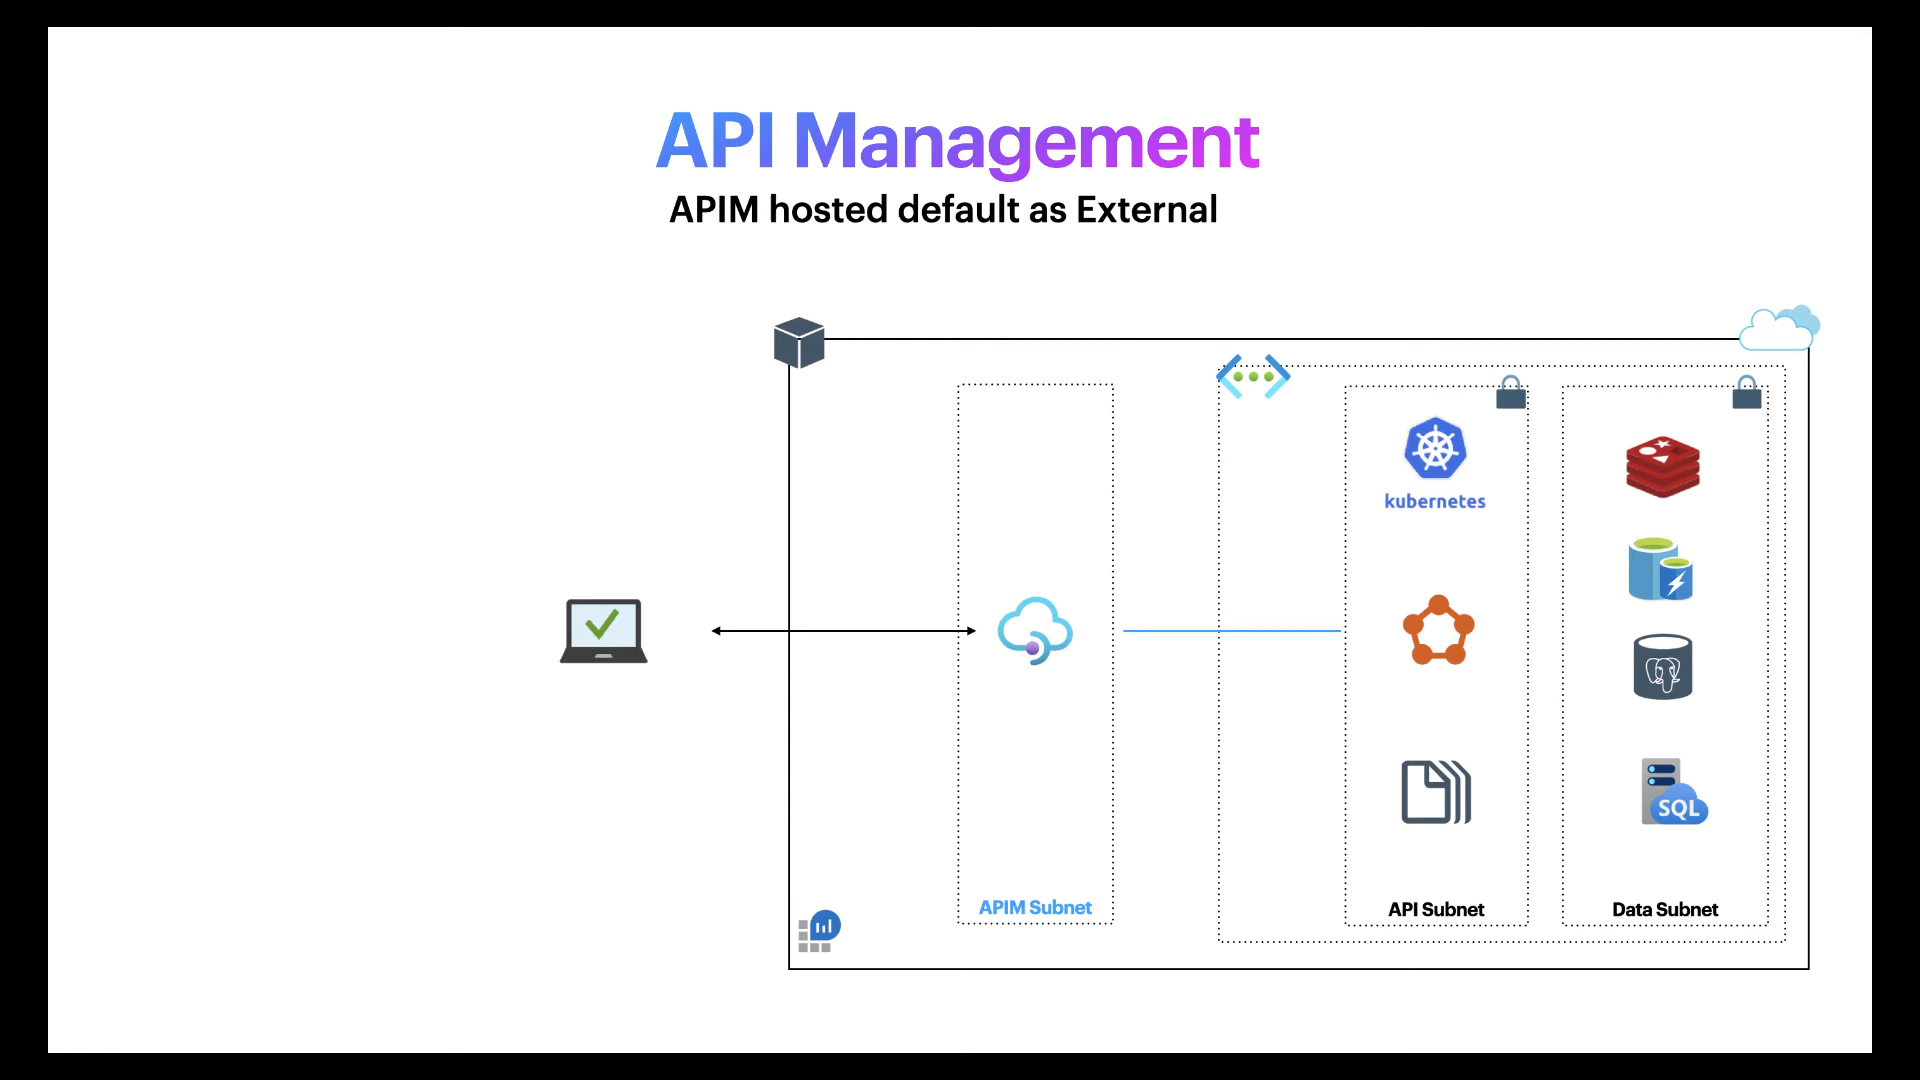 API Management
APIM hosted default as External
kubernetes
SQL
APIM Subnet
API Subnet
Data Subnet